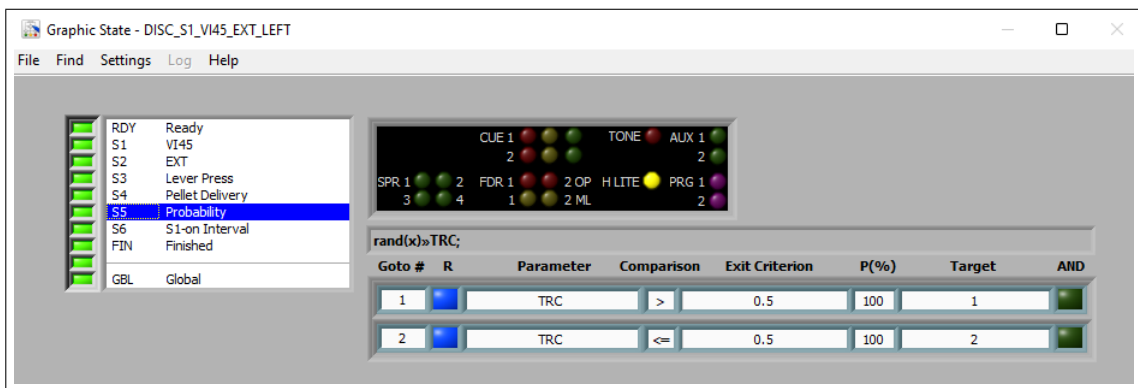 Graphic State - DISC_S1_VI45_EXT_LEFT
File Find Settings Log Help
RDY Ready
S1 VI45
S2 EXT
S3 Lever Press
S4 Pellet Delivery
S5 Probability
S6 S1-on Interval
FIN Finished
GBL Global
CUE 1 TONE AUX 1
2 2
SPR 1 2 FDR 1 2 OP H LITE PRG 1
3 4 1 2 ML 2
rand(x)»TRC;
Goto # R Parameter Comparison Exit Criterion P(%) Target AND
1 TRC > 0.5 100 1
2 TRC <= 0.5 100 2